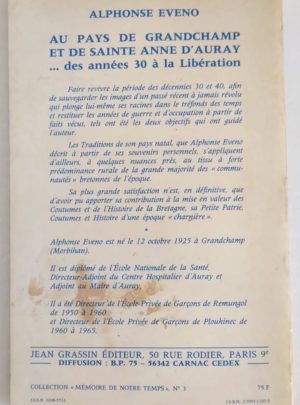 ALPHONSE EVENO
AU PAYS DE GRANDCHAMP
ET DE SAINTE ANNE D'AURAY
... des années 30 à la Libération
Faire revivre la période des décennies 30 et 40, afin
de sauvegarder les images d'un passé récent à jamais révolu
qui plonge lui-même ses racines dans le tréfonds des temps
et restituer les années de guerre et d'occupation à partir de
faits vécus, tels ont été les deux objectifs qui ont guidé
l'auteur.
Les Traditions de son pays natal, que Alphonse Eveno
décrit à partir de ses souvenirs personnels, s'appliquent
d'ailleurs, à quelques nuances près, au tissu à forte
prédominance rurale de la grande majorité des « commu-
nautés » bretonnes de l'époque.
Sa plus grande satisfaction n'est, en définitive, que
d'avoir pu apporter sa contribution à la mise en valeur des
Coutumes et de l'Histoire de la Bretagne, sa Petite Patrie,
Coutumes et Histoire d'une époque « chargière ».
*
Alphonse Eveno est né le 12 octobre 1925 à Grandchamp
(Morbihan).
Il est diplômé de l'École Nationale de la Santé,
Directeur-Adjoint du Centre Hospitalier d'Auray et
Adjoint au Maire d'Auray.
Il a été Directeur de l'École Privée de Garçons de Remungol
de 1950 à 1960
et Directeur de l'École Privée de Garçons de Ploukinec de
1960 à 1965.
JEAN GRASSIN ÉDITEUR, 50 RUE RODIER, PARIS 9e
DIFFUSION : B.P. 75 - 56342 CARNAC CEDEX
COLLECTION « MÉMOIRE DE NOTRE TEMPS », N° 3 75 F